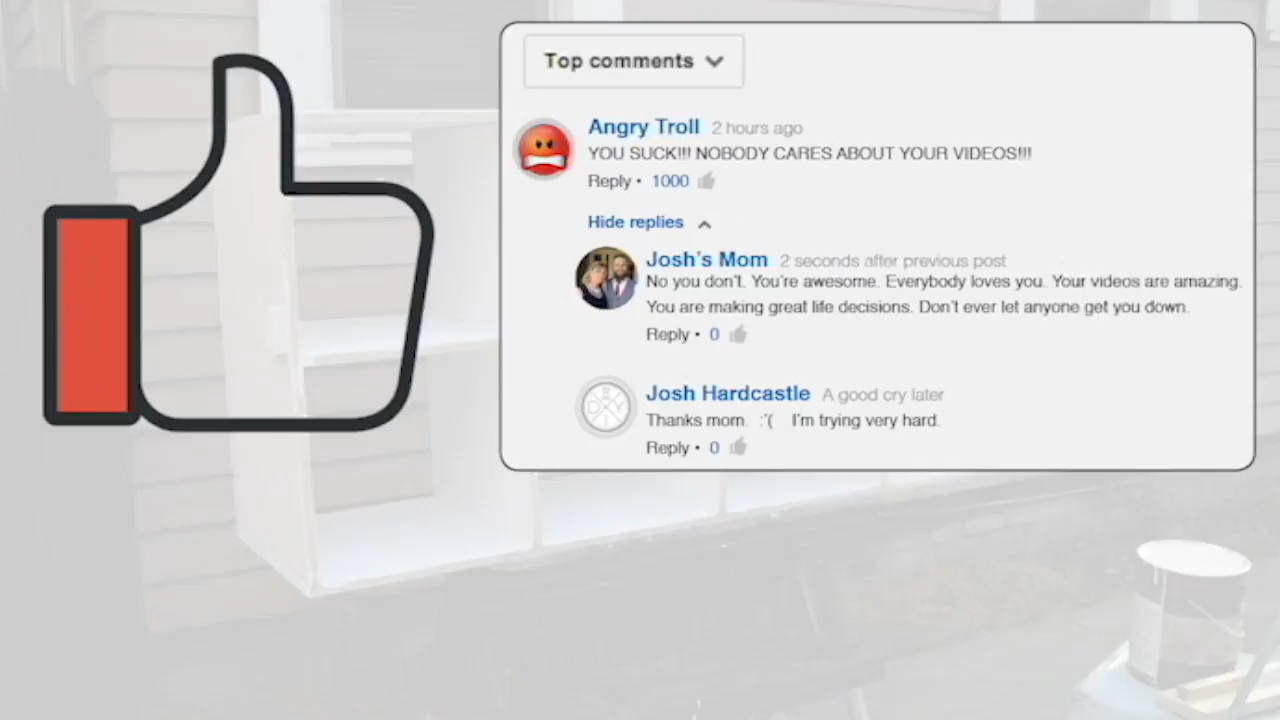 Top comments
Angry Troll 2 hours ago
YOU SUCK!!! NOBODY CARES ABOUT YOUR VIDEOS!!!
Reply • 1000
Hide replies
Josh's Mom 2 seconds after previous post
No you don't. You're awesome. Everybody loves you. Your videos are amazing.
You are making great life decisions. Don't ever let anyone get you down.
Reply • 0
Josh Hardcastle A good cry later
Thanks mom. :'( I'm trying very hard.
Reply • 0